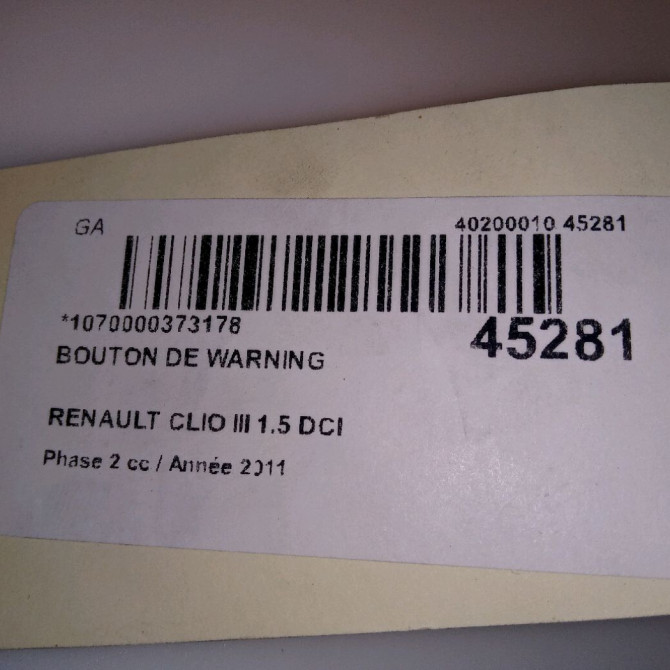 GA 40200010 45281
*1070000373178
45281
BOUTON DE WARNING
RENAULT CLIO III 1.5 DCI
Phase 2 cc / Année 2011